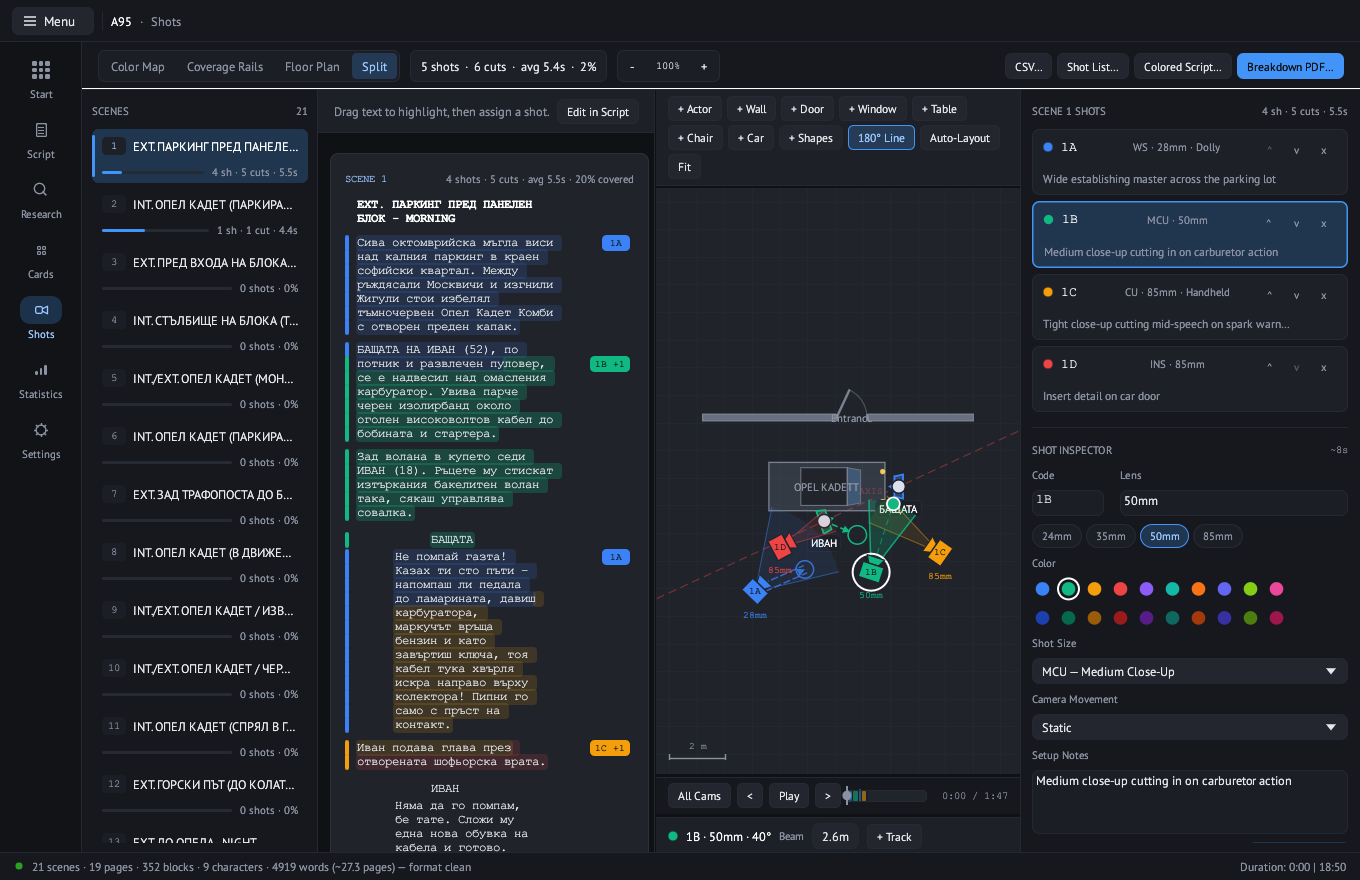 Menu
A95 · Shots
Start
Script
Research
Cards
Shots
Statistics
Settings
Color Map
Coverage Rails
Floor Plan
Split
5 shots · 6 cuts · avg 5.4s · 2%
- 100% +
CSV...
Shot List...
Colored Script...
Breakdown PDF...
SCENES 21
1 EXT. ПАРКИНГ ПРЕД ПАНЕЛЕ...
4 sh · 5 cuts · 5.5s
2 INT. ОПЕЛ КАДЕТ (ПАРКИРА...
1 sh · 1 cut · 4.4s
3 EXT. ПРЕД ВХОДА НА БЛОКА...
0 shots · 0%
4 INT. СТЪЛБИЩЕ НА БЛОКА (Т...
0 shots · 0%
5 INT./EXT. ОПЕЛ КАДЕТ (МОН...
0 shots · 0%
6 INT. ОПЕЛ КАДЕТ (ПАРКИРА...
0 shots · 0%
7 EXT. ЗАД ТРАФОПОСТА ДО Б...
0 shots · 0%
8 INT. ОПЕЛ КАДЕТ (В ДВИЖЕ...
0 shots · 0%
9 INT./EXT. ОПЕЛ КАДЕТ / ИЗВ...
0 shots · 0%
10 INT./EXT. ОПЕЛ КАДЕТ / ЧЕР...
0 shots · 0%
11 INT. ОПЕЛ КАДЕТ (СПРЯЛ В Г...
0 shots · 0%
12 EXT. ГОРСКИ ПЪТ (ДО КОЛАТ...
0 shots · 0%
Drag text to highlight, then assign a shot.
Edit in Script
SCENE 1 4 shots · 5 cuts · avg 5.5s · 20% covered
EXT. ПАРКИНГ ПРЕД ПАНЕЛЕН
БЛОК - MORNING
Сива октомврийска мъгла виси 1A
над калния паркинг в краен
софийски квартал. Между
ръждясали Москвичи и изгнили
Жигули стои избелял
тъмночервен Опел Кадет Комби
с отворен преден капак.
БАЩАТА НА ИВАН (52), по
потник и развлечен пуловер, 1B +1
се е надвесил над омасления
карбуратор. Увива парче
черен изолирбанд около
оголен високоволтов кабел до
бобината и стартера.
Зад волана в купето седи
ИВАН (18). Ръцете му стискат
изтъркания бакелитен волан
така, сякаш управлява
совалка.
БАЩАТА
Не помпай газта! 1A
Казах ти сто пъти –
напомпаш ли педала
до ламарината, давиш
карбуратора,
маркучът връща
бензин и като
завъртиш ключа, тоя
кабел тука хвърля
искра направо върху
колектора! Пипни го
само с пръст на
контакт.
Иван подава глава през 1C +1
отворената шофьорска врата.
ИВАН
Няма да го помпам,
бе тате. Сложи му
една нова обувка на
кабела и готово.
+ Actor
+ Wall
+ Door
+ Window
+ Table
+ Chair
+ Car
+ Shapes
180° Line
Auto-Layout
Fit
Entrance
OPEL KADETT
AXIS
БАЩАТА
ИВАН
1D
85mm
1A
28mm
1B
50mm
1C
85mm
2 m
All Cams
<
Play
>
0:00 / 1:47
1B · 50mm · 40°
Beam
2.6m
+ Track
SCENE 1 SHOTS 4 sh · 5 cuts · 5.5s
1A WS · 28mm · Dolly ^ v x
Wide establishing master across the parking lot
1B MCU · 50mm ^ v x
Medium close-up cutting in on carburetor action
1C CU · 85mm · Handheld ^ v x
Tight close-up cutting mid-speech on spark warn...
1D INS · 85mm ^ v x
Insert detail on car door
SHOT INSPECTOR ~8s
Code Lens
1B 50mm
24mm 35mm 50mm 85mm
Color
Shot Size
MCU — Medium Close-Up
Camera Movement
Static
Setup Notes
Medium close-up cutting in on carburetor action
21 scenes · 19 pages · 352 blocks · 9 characters · 4919 words (~27.3 pages) — format clean
Duration: 0:00 | 18:50